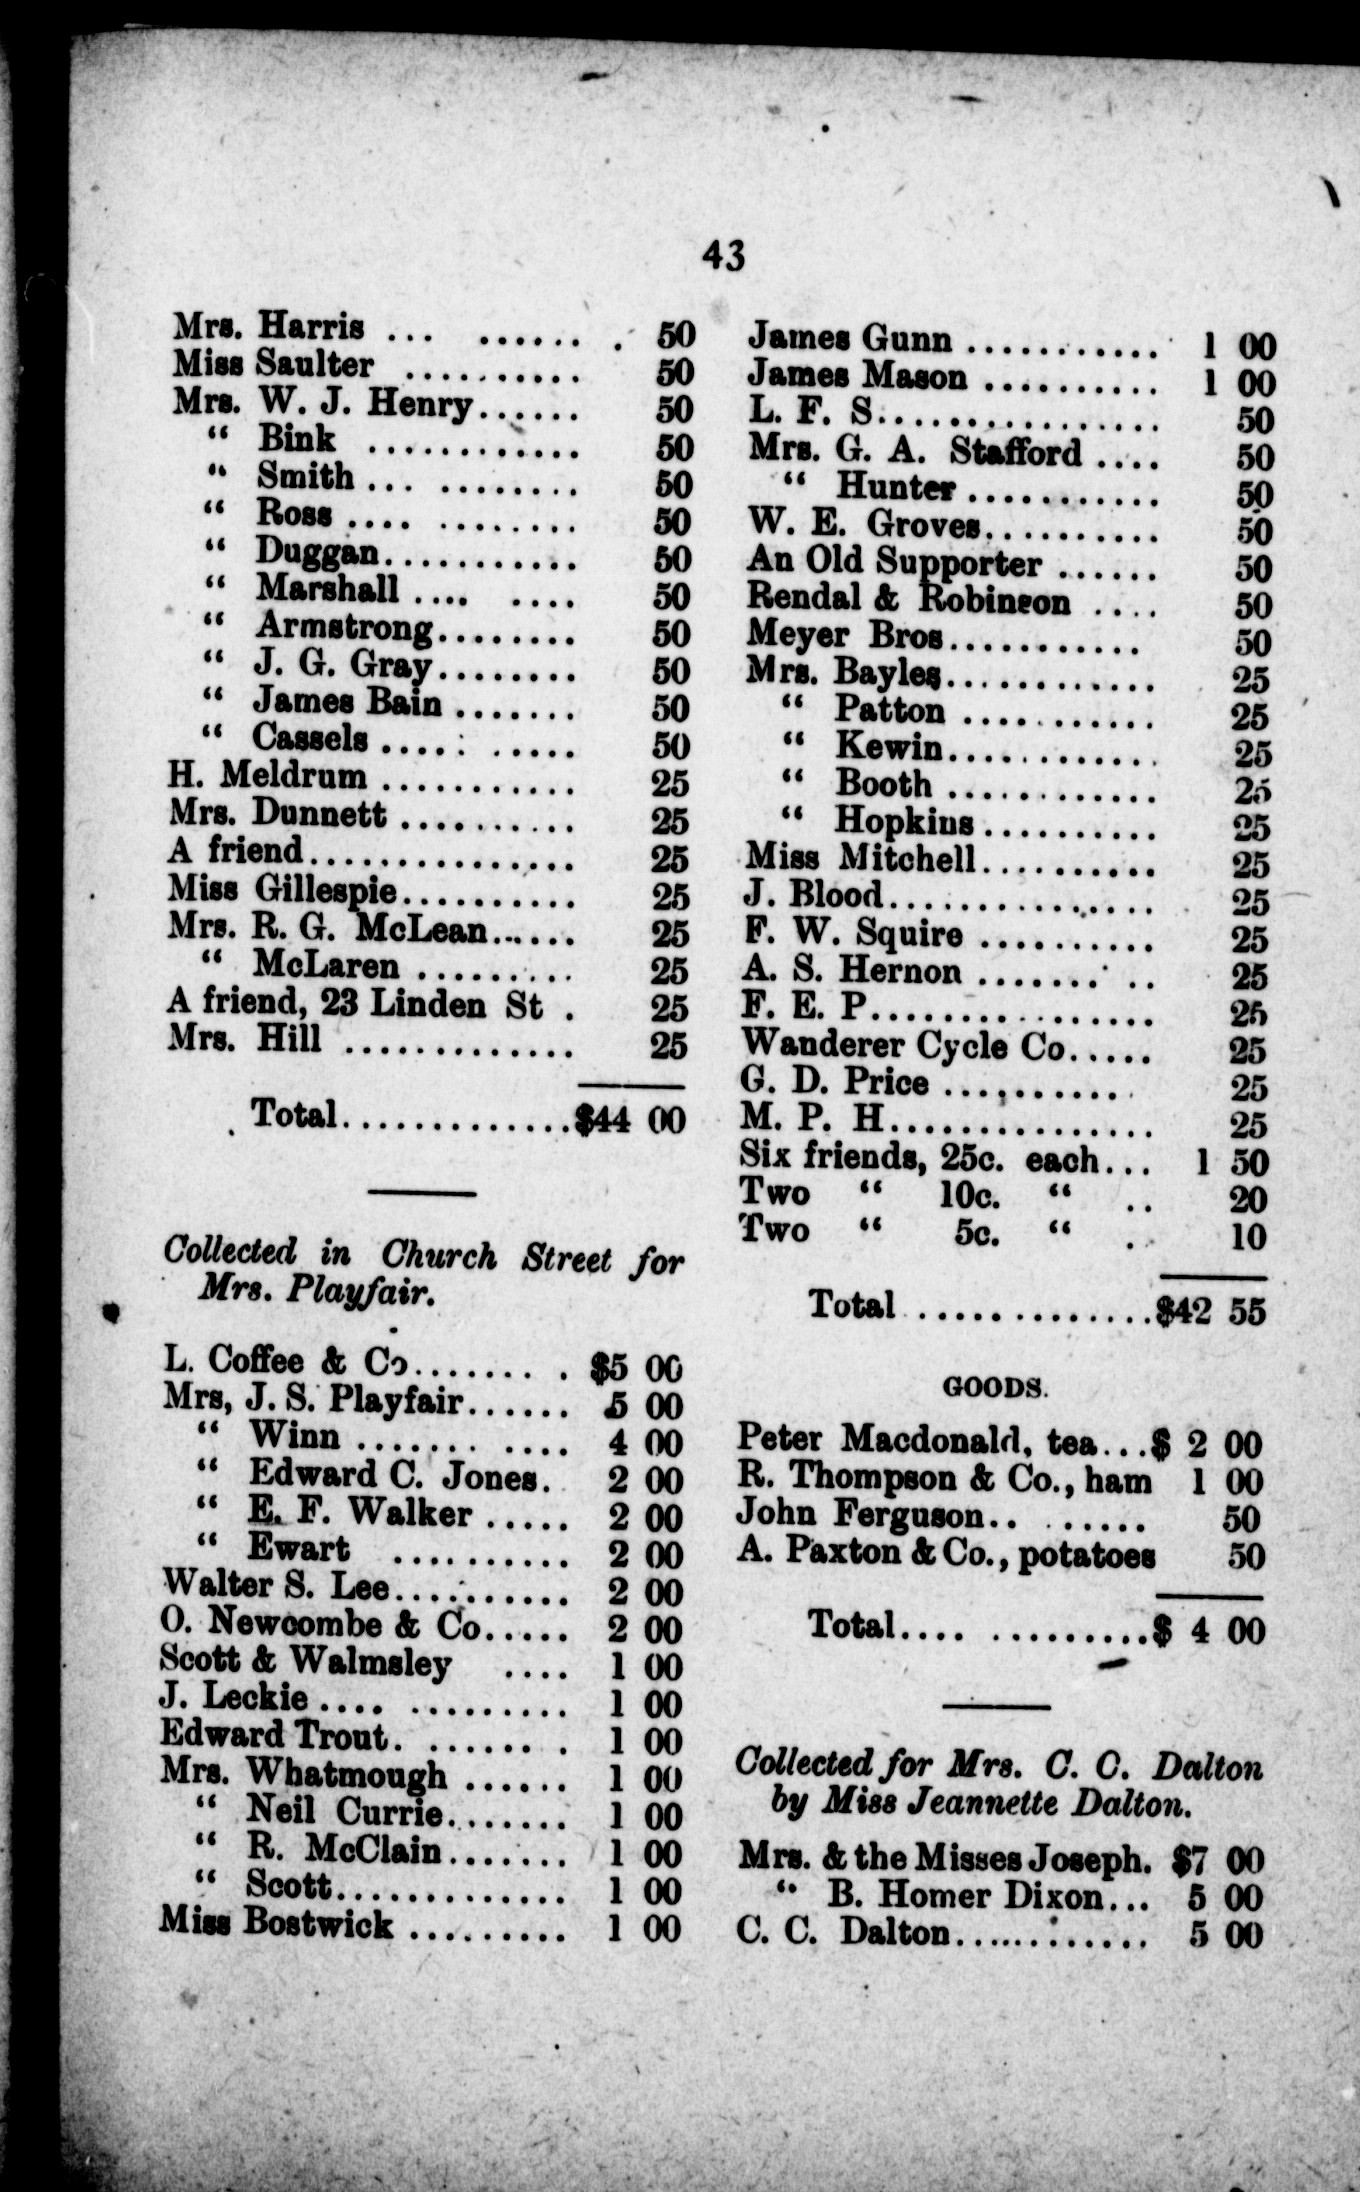 43
Mrs. Harris ... ...... . 50
Miss Saulter .......... 50
Mrs. W. J. Henry...... 50
“ Bink ............ 50
“ Smith ... ........ 50
“ Ross .... ........ 50
“ Duggan........... 50
“ Marshall .... .... 50
“ Armstrong........ 50
“ J. G. Gray........ 50
“ James Bain ....... 50
“ Cassels ..... ..... 50
H. Meldrum ........... 25
Mrs. Dunnett .......... 25
A friend............... 25
Miss Gillespie.......... 25
Mrs. R. G. McLean...... 25
“ McLaren ......... 25
A friend, 23 Linden St . 25
Mrs. Hill ............. 25
Total..............$44 00
Collected in Church Street for
Mrs. Playfair.
L. Coffee & Co........ . $5 00
Mrs, J. S. Playfair...... 5 00
“ Winn ....... .... 4 00
“ Edward C. Jones. 2 00
“ E. F. Walker ..... 2 00
“ Ewart .......... 2 00
Walter S. Lee.......... 2 00
O. Newcombe & Co..... 2 00
Scott & Walmsley .... 1 00
J. Leckie .... ......... 1 00
Edward Trout. ....... . 1 00
Mrs. Whatmough ...... 1 00
“ Neil Currie....... 1 00
“ R. McClain....... 1 00
“ Scott............. 1 00
Miss Bostwick ......... 1 00
James Gunn ........... 1 00
James Mason .......... 1 00
L. F. S................ 50
Mrs. G. A. Stafford .... 50
“ Hunter ........... 50
W. E. Groves.......... 50
An Old Supporter ...... 50
Rendal & Robinson .... 50
Meyer Bros........... 50
Mrs. Bayles............ 25
“ Patton ........... 25
“ Kewin............ 25
“ Booth ............ 25
“ Hopkins .......... 25
Miss Mitchell.......... 25
J. Blood............... 25
F. W. Squire .......... 25
A. S. Hernon ....... .. 25
F. E. P................ 25
Wanderer Cycle Co..... 25
G. D. Price ........... 25
M. P. H............... 25
Six friends, 25c. each... 1 50
Two “ 10c. “ .. 20
Two “ 5c. “ . 10
Total ..............$42 55
GOODS.
Peter Macdonald, tea...$ 2 00
R. Thompson & Co., ham 1 00
John Ferguson.. ...... 50
A. Paxton & Co., potatoes 50
Total.... .........$ 4 00
Collected for Mrs. C. C. Dalton
by Miss Jeannette Dalton.
Mrs. & the Misses Joseph. $7 00
“ B. Homer Dixon... 5 00
C. C. Dalton............ 5 00